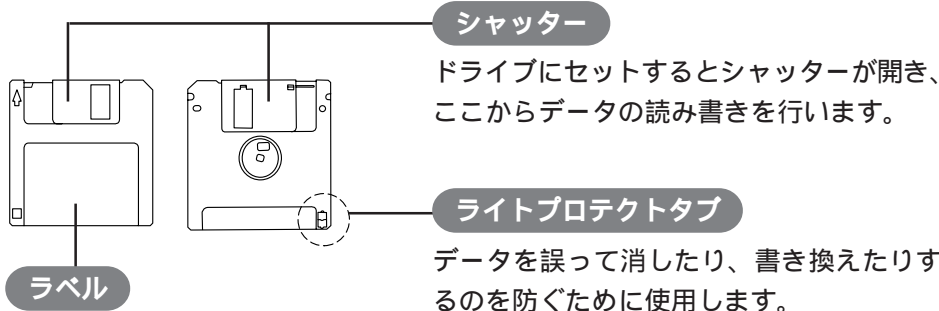 シャッター
ドライブにセットするとシャッターが開き、
ここからデータの読み書きを行います。
ライトプロテクトタブ
データを誤って消したり、書き換えたりす
るのを防ぐために使用します。
ラベル